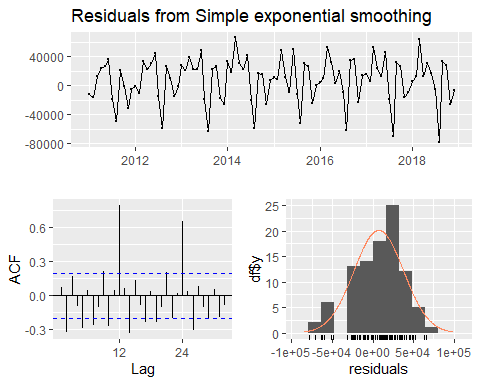 Residuals from Simple exponential smoothing
40000
0
-40000
-80000
2012 2014 2016 2018
ACF
0.6
0.3
0.0
-0.3
12 24
Lag
df$y
25
20
15
10
5
0
-1e+05 -5e+04 0e+00 5e+04 1e+05
residuals